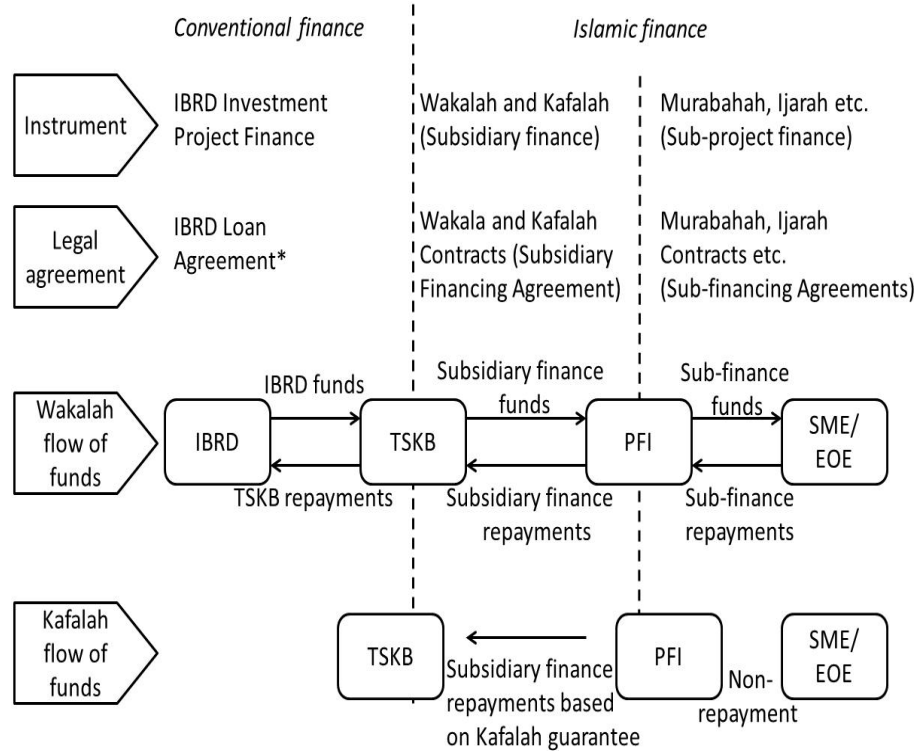 Conventional finance
Islamic finance
Instrument
IBRD Investment
Project Finance
Wakalah and Kafalah
(Subsidiary finance)
Murabahah, Ijarah etc.
(Sub-project finance)
Legal
agreement
IBRD Loan
Agreement*
Wakala and Kafalah
Contracts (Subsidiary
Financing Agreement)
Murabahah, Ijarah
Contracts etc.
(Sub-financing Agreements)
Wakalah
flow of
funds
IBRD
IBRD funds
TSKB repayments
TSKB
Subsidiary finance
funds
Subsidiary finance
repayments
PFI
Sub-finance
funds
Sub-finance
repayments
SME/
EOE
Kafalah
flow of
funds
TSKB
Subsidiary finance
repayments based
on Kafalah guarantee
PFI
Non-
repayment
SME/
EOE